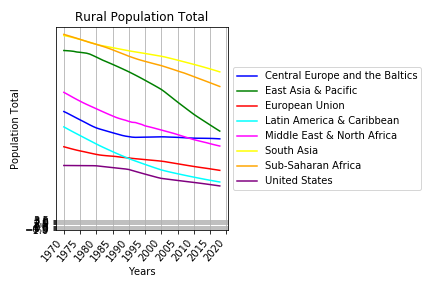 Rural Population Total
Population Total
Central Europe and the Baltics
East Asia & Pacific
European Union
Latin America & Caribbean
Middle East & North Africa
South Asia
Sub-Saharan Africa
United States
1970
1975
1980
1985
1990
1995
2000
2005
2010
2015
2020
Years